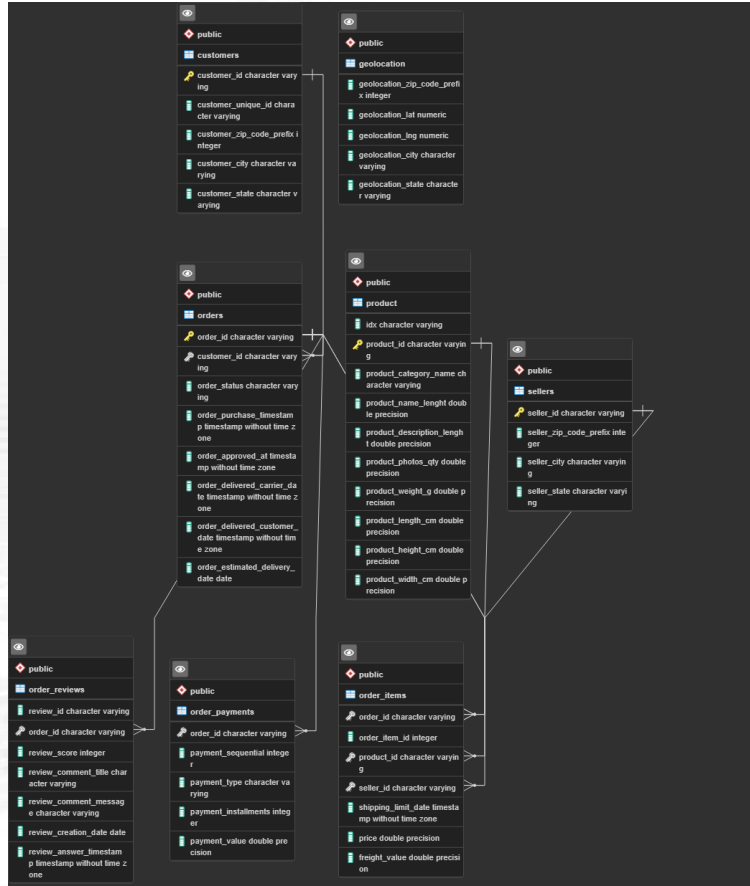 public
customers
customer_id character vary
ing
customer_unique_id chara
cter varying
customer_zip_code_prefix i
nteger
customer_city character va
rying
customer_state character v
arying
public
geolocation
geolocation_zip_code_prefi
x integer
geolocation_lat numeric
geolocation_lng numeric
geolocation_city character
varying
geolocation_state characte
r varying
public
orders
order_id character varying
customer_id character vary
ing
order_status character vary
ing
order_purchase_timestam
p timestamp without time z
one
order_approved_at timesta
mp without time zone
order_delivered_carrier_da
te timestamp without time z
one
order_delivered_customer_
date timestamp without tim
e zone
order_estimated_delivery_
date date
public
product
idx character varying
product_id character varyin
g
product_category_name ch
aracter varying
product_name_lenght doub
le precision
product_description_lengh
t double precision
product_photos_qty double
precision
product_weight_g double p
recision
product_length_cm double
precision
product_height_cm double
precision
product_width_cm double p
recision
public
sellers
seller_id character varying
seller_zip_code_prefix inte
ger
seller_city character varyin
g
seller_state character varyi
ng
public
order_reviews
review_id character varying
order_id character varying
review_score integer
review_comment_title char
acter varying
review_comment_messag
e character varying
review_creation_date date
review_answer_timestam
p timestamp without time z
one
public
order_payments
order_id character varying
payment_sequential intege
r
payment_type character va
rying
payment_installments integ
er
payment_value double pre
cision
public
order_items
order_id character varying
order_item_id integer
product_id character varyin
g
seller_id character varying
shipping_limit_date timesta
mp without time zone
price double precision
freight_value double precisi
on